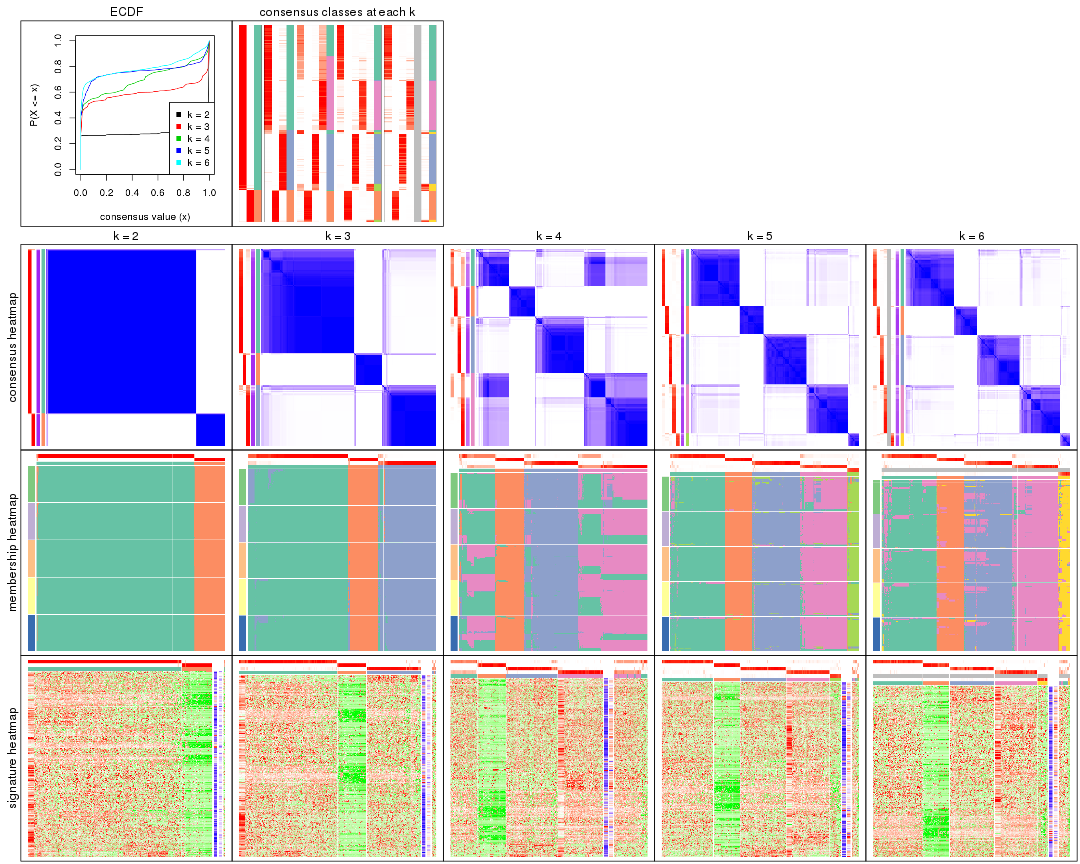 ECDF
consensus classes at each k
P(X <= x)
0.0
0.2
0.4
0.6
0.8
1.0
k = 2
k = 3
k = 4
k = 5
k = 6
0.0 0.2 0.4 0.6 0.8 1.0
consensus value (x)
k = 2
k = 3
k = 4
k = 5
k = 6
consensus heatmap
membership heatmap
signature heatmap